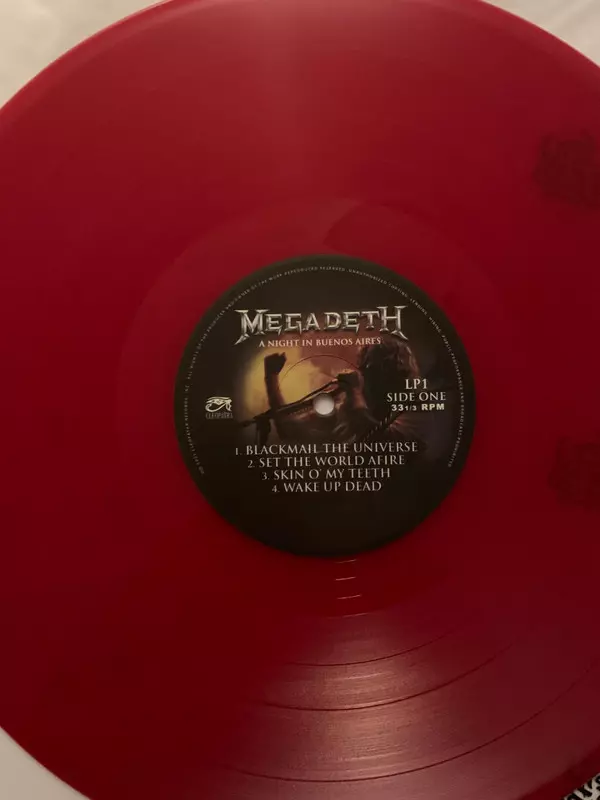 MEGADETH
A NIGHT IN BUENOS AIRES
LP1
SIDE ONE
33 1/3 RPM
CLEOPATRA
1. BLACKMAIL THE UNIVERSE
2. SET THE WORLD AFIRE
3. SKIN O' MY TEETH
4. WAKE UP DEAD